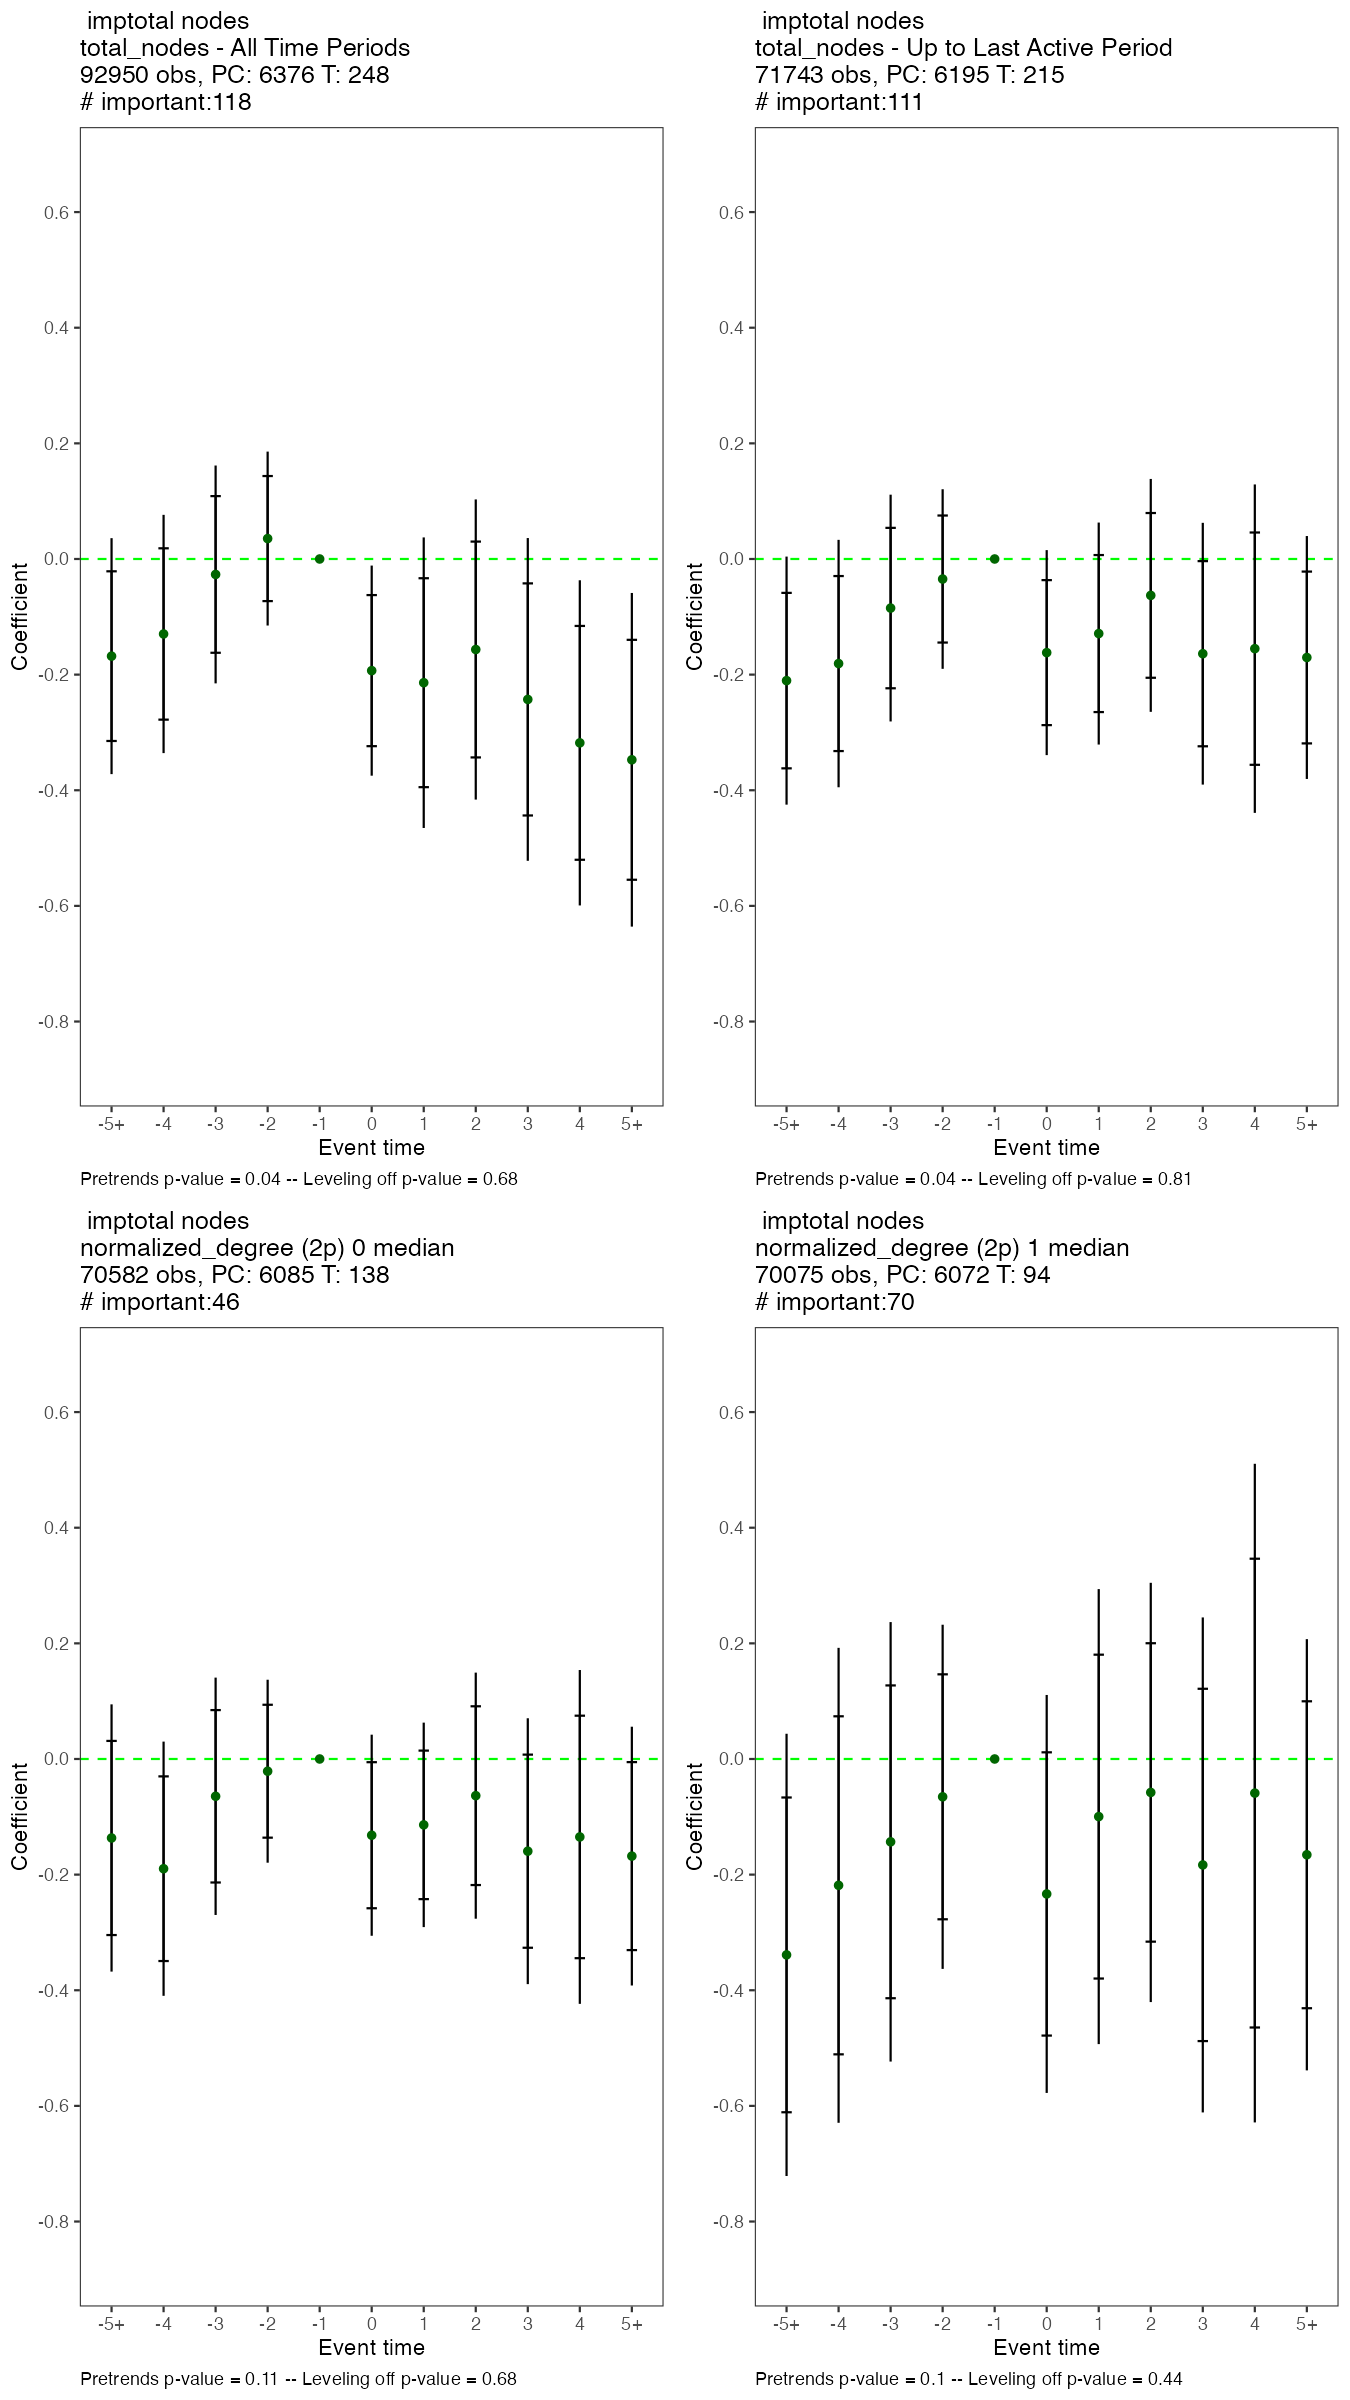 imptotal nodes
total_nodes - All Time Periods
92950 obs, PC: 6376 T: 248
# important:118
0.6
0.4
0.2
0.0
-0.2
-0.4
-0.6
-0.8
Coefficient
-5+ -4 -3 -2 -1 0 1 2 3 4 5+
Event time
Pretrends p-value = 0.04 -- Leveling off p-value = 0.68
imptotal nodes
total_nodes - Up to Last Active Period
71743 obs, PC: 6195 T: 215
# important:111
0.6
0.4
0.2
0.0
-0.2
-0.4
-0.6
-0.8
Coefficient
-5+ -4 -3 -2 -1 0 1 2 3 4 5+
Event time
Pretrends p-value = 0.04 -- Leveling off p-value = 0.81
imptotal nodes
normalized_degree (2p) 0 median
70582 obs, PC: 6085 T: 138
# important:46
0.6
0.4
0.2
0.0
-0.2
-0.4
-0.6
-0.8
Coefficient
-5+ -4 -3 -2 -1 0 1 2 3 4 5+
Event time
Pretrends p-value = 0.11 -- Leveling off p-value = 0.68
imptotal nodes
normalized_degree (2p) 1 median
70075 obs, PC: 6072 T: 94
# important:70
0.6
0.4
0.2
0.0
-0.2
-0.4
-0.6
-0.8
Coefficient
-5+ -4 -3 -2 -1 0 1 2 3 4 5+
Event time
Pretrends p-value = 0.1 -- Leveling off p-value = 0.44